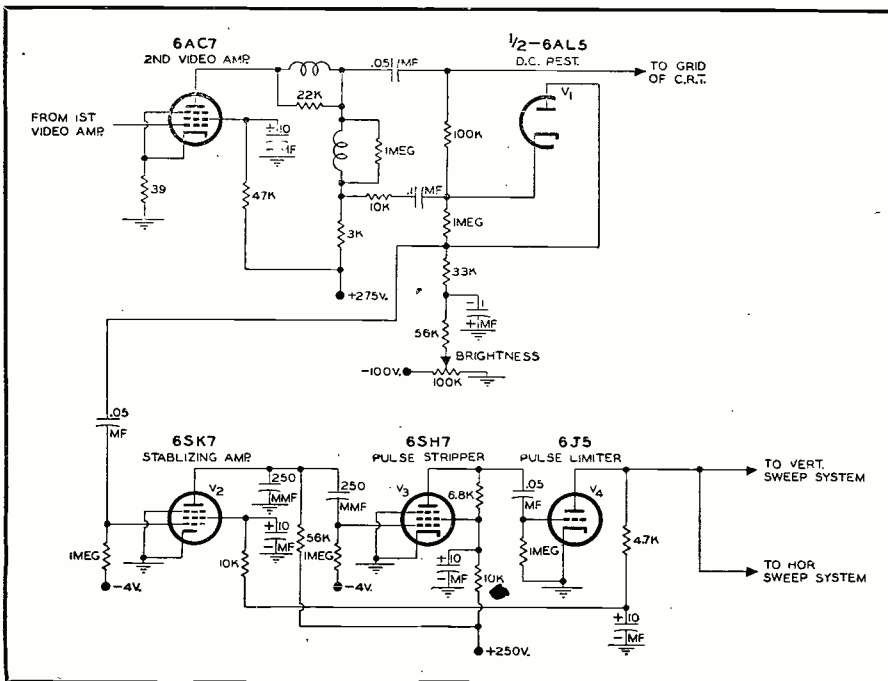 6AC7
2ND VIDEO AMP.
1/2-6AL5
D.C. REST.
.05 MF
TO GRID
OF C.R.T.
V1
22K
FROM 1ST
VIDEO AMP.
+ 10
- MF
1MEG
100K
39
47K
10K
.1 MF
1MEG
3K
33K
+275V.
- 1
+ MF
56K
BRIGHTNESS
-100V.
100K
.05
MF
6SK7
STABLIZING AMP.
6SH7
PULSE STRIPPER
6J5
PULSE LIMITER
V2
250
MMF
250
MMF
V3
6.8K
.05
MF
V4
TO VERT.
SWEEP SYSTEM
1MEG
10K
+ 10
- MF
56K
1MEG
+ 10
- MF
10K
1MEG
4.7K
TO HOR
SWEEP SYSTEM
-4V.
-4V.
+ 10
- MF
+250V.